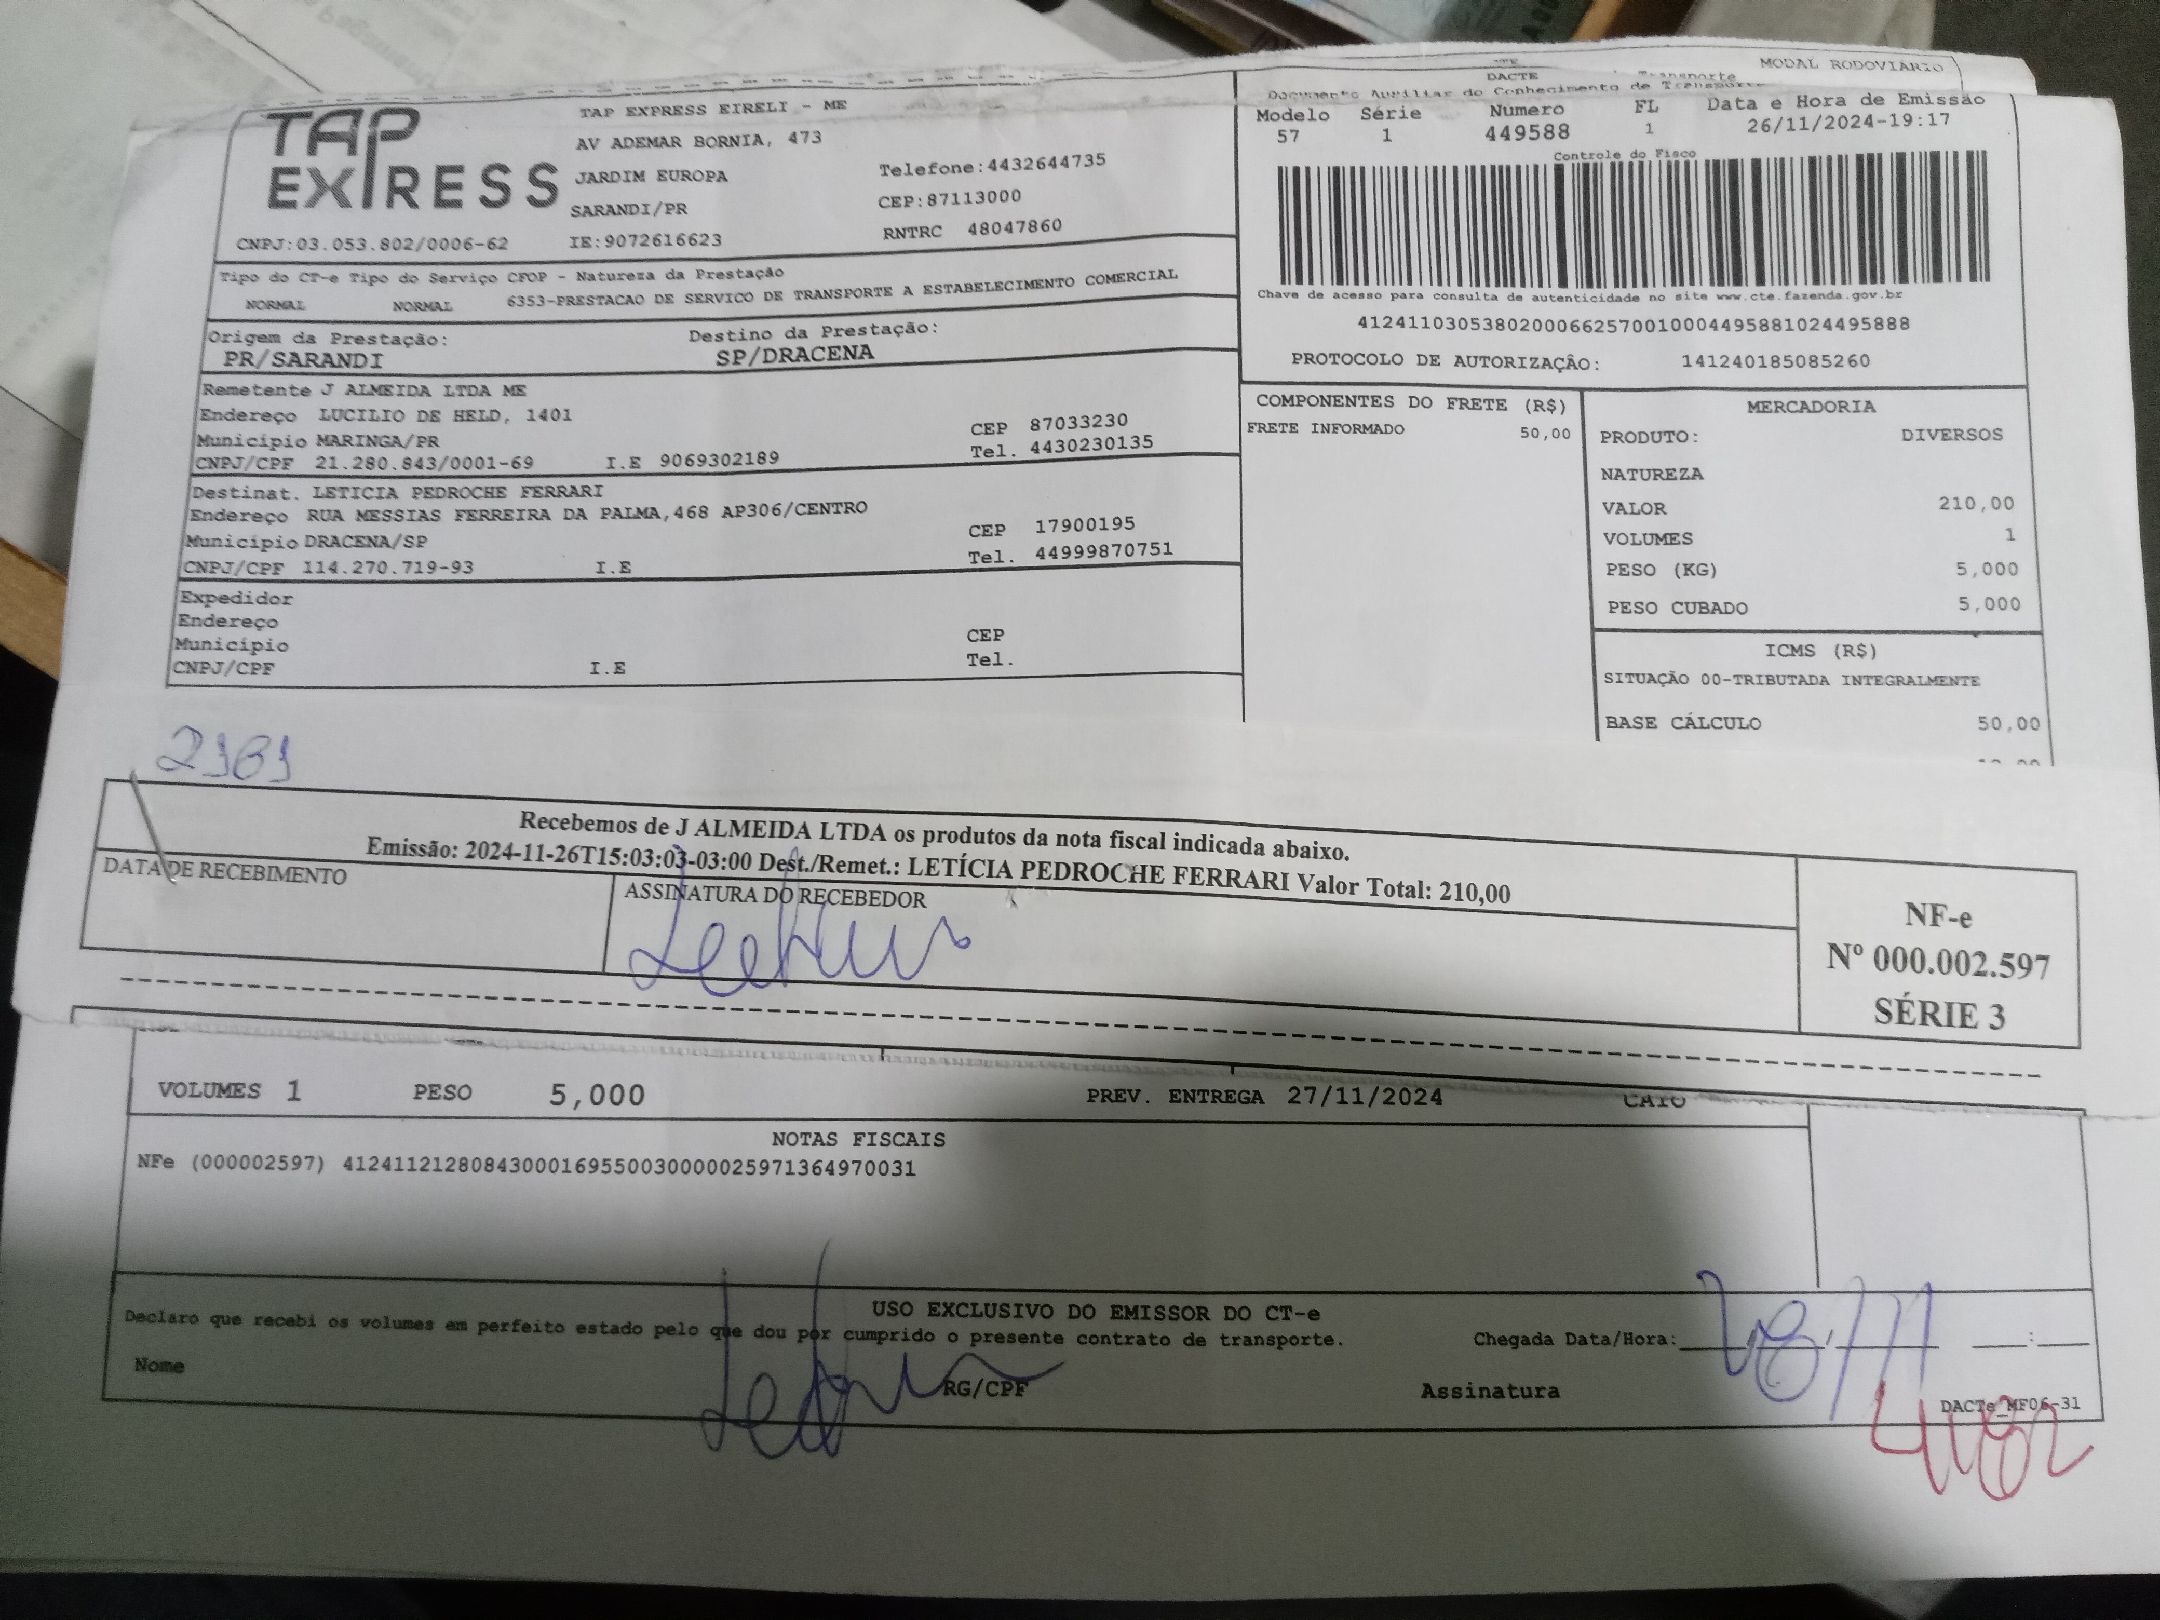 TAP EXPRESS
TAP EXPRESS EIRELI - ME
AV ADEMAR BORNIA, 473
JARDIM EUROPA
SARANDI/PR
Telefone:4432644735
CEP:87113000
CNPJ:03.053.802/0006-62 IE:9072616623 RNTRC 48047860
MODAL RODOVIARIO
DACTE
Documento Auxiliar do Conhecimento de Transporte
Modelo Série Numero FL Data e Hora de Emissão
57 1 449588 1 26/11/2024-19:17
Controle do Fisco
Chave de acesso para consulta de autenticidade no site www.cte.fazenda.gov.br
41241103053802000662570010004495881024495888
PROTOCOLO DE AUTORIZAÇÃO: 141240185085260
Tipo do CT-e Tipo do Serviço CFOP - Natureza da Prestação
NORMAL NORMAL 6353-PRESTACAO DE SERVICO DE TRANSPORTE A ESTABELECIMENTO COMERCIAL
Origem da Prestação: Destino da Prestação:
PR/SARANDI SP/DRACENA
Remetente J ALMEIDA LTDA ME
Endereço LUCILIO DE HELD, 1401
Município MARINGA/PR CEP 87033230
CNPJ/CPF 21.280.843/0001-69 I.E 9069302189 Tel. 4430230135
Destinat. LETICIA PEDROCHE FERRARI
Endereço RUA MESSIAS FERREIRA DA PALMA,468 AP306/CENTRO
Município DRACENA/SP CEP 17900195
CNPJ/CPF 114.270.719-93 I.E Tel. 44999870751
Expedidor
Endereço
Município CEP
CNPJ/CPF I.E Tel.
COMPONENTES DO FRETE (R$)
FRETE INFORMADO 50,00
MERCADORIA
PRODUTO: DIVERSOS
NATUREZA
VALOR 210,00
VOLUMES 1
PESO (KG) 5,000
PESO CUBADO 5,000
ICMS (R$)
SITUAÇÃO 00-TRIBUTADA INTEGRALMENTE
BASE CÁLCULO 50,00
Recebemos de J ALMEIDA LTDA os produtos da nota fiscal indicada abaixo.
Emissão: 2024-11-26T15:03:03-03:00 Dest./Remet.: LETÍCIA PEDROCHE FERRARI Valor Total: 210,00
DATA DE RECEBIMENTO ASSINATURA DO RECEBEDOR
NF-e
Nº 000.002.597
SÉRIE 3
VOLUMES 1 PESO 5,000 PREV. ENTREGA 27/11/2024 CAIO
NOTAS FISCAIS
NFe (000002597) 41241121280843000169550030000025971364970031
USO EXCLUSIVO DO EMISSOR DO CT-e
Declaro que recebi os volumes em perfeito estado pelo que dou por cumprido o presente contrato de transporte.
Chegada Data/Hora: 28/11 :
Nome RG/CPF Assinatura
DACTe_MF06-31